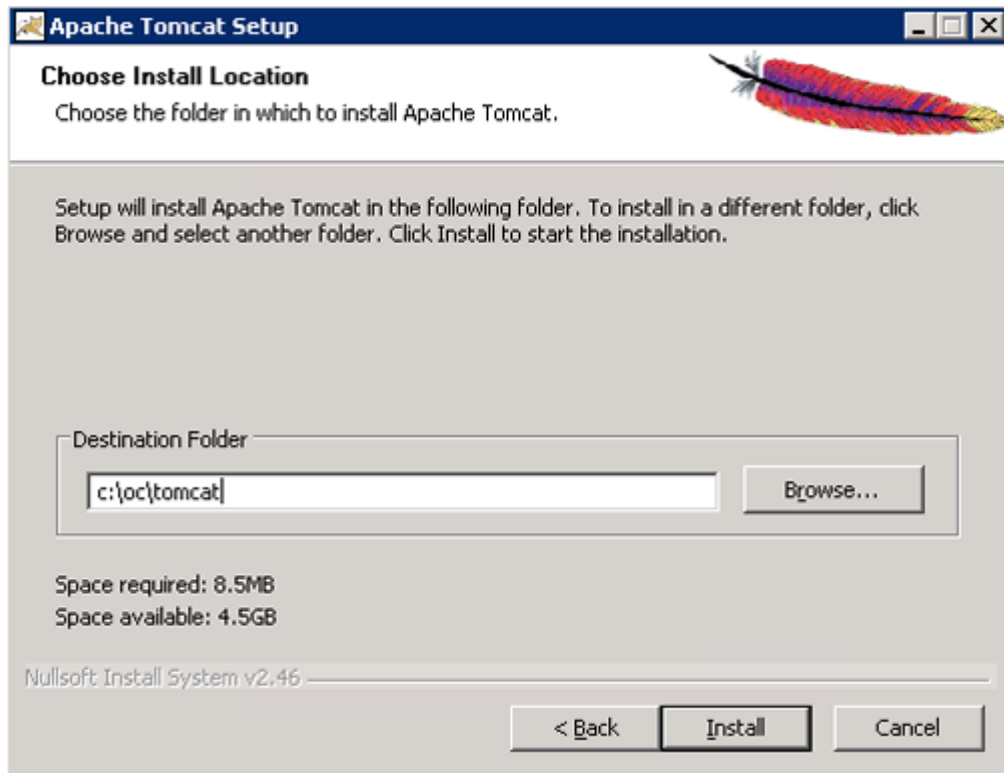 Apache Tomcat Setup
Choose Install Location
Choose the folder in which to install Apache Tomcat.
Setup will install Apache Tomcat in the following folder. To install in a different folder, click
Browse and select another folder. Click Install to start the installation.
Destination Folder
c:\oc\tomcat
Browse...
Space required: 8.5MB
Space available: 4.5GB
Nullsoft Install System v2.46
< Back
Install
Cancel